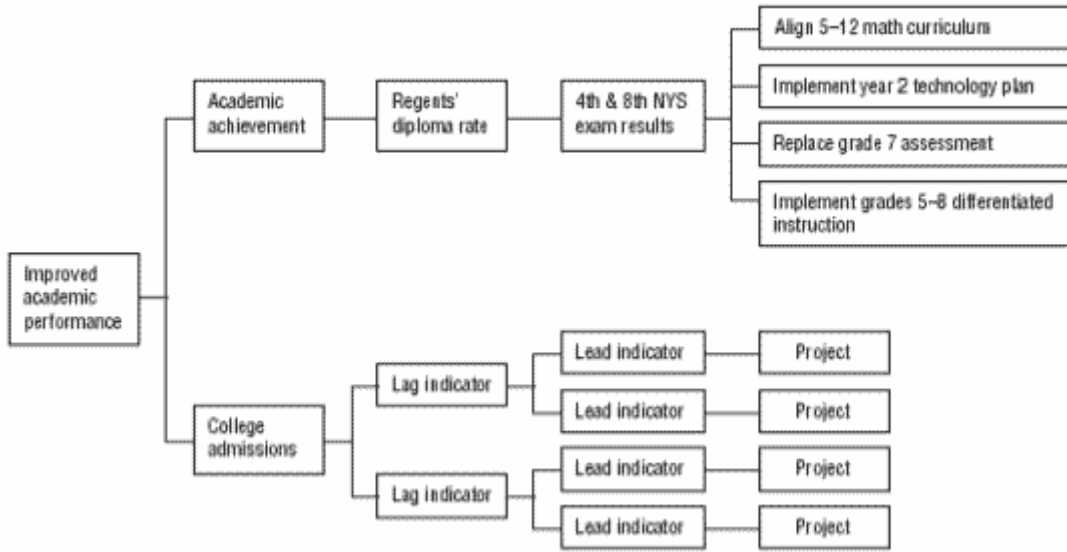 Improved
academic
performance
Academic
achievement
Regents'
diploma rate
4th & 8th NYS
exam results
Align 5–12 math curriculum
Implement year 2 technology plan
Replace grade 7 assessment
Implement grades 5–8 differentiated
instruction
College
admissions
Lag indicator
Lead indicator
Project
Lead indicator
Project
Lag indicator
Lead indicator
Project
Lead indicator
Project